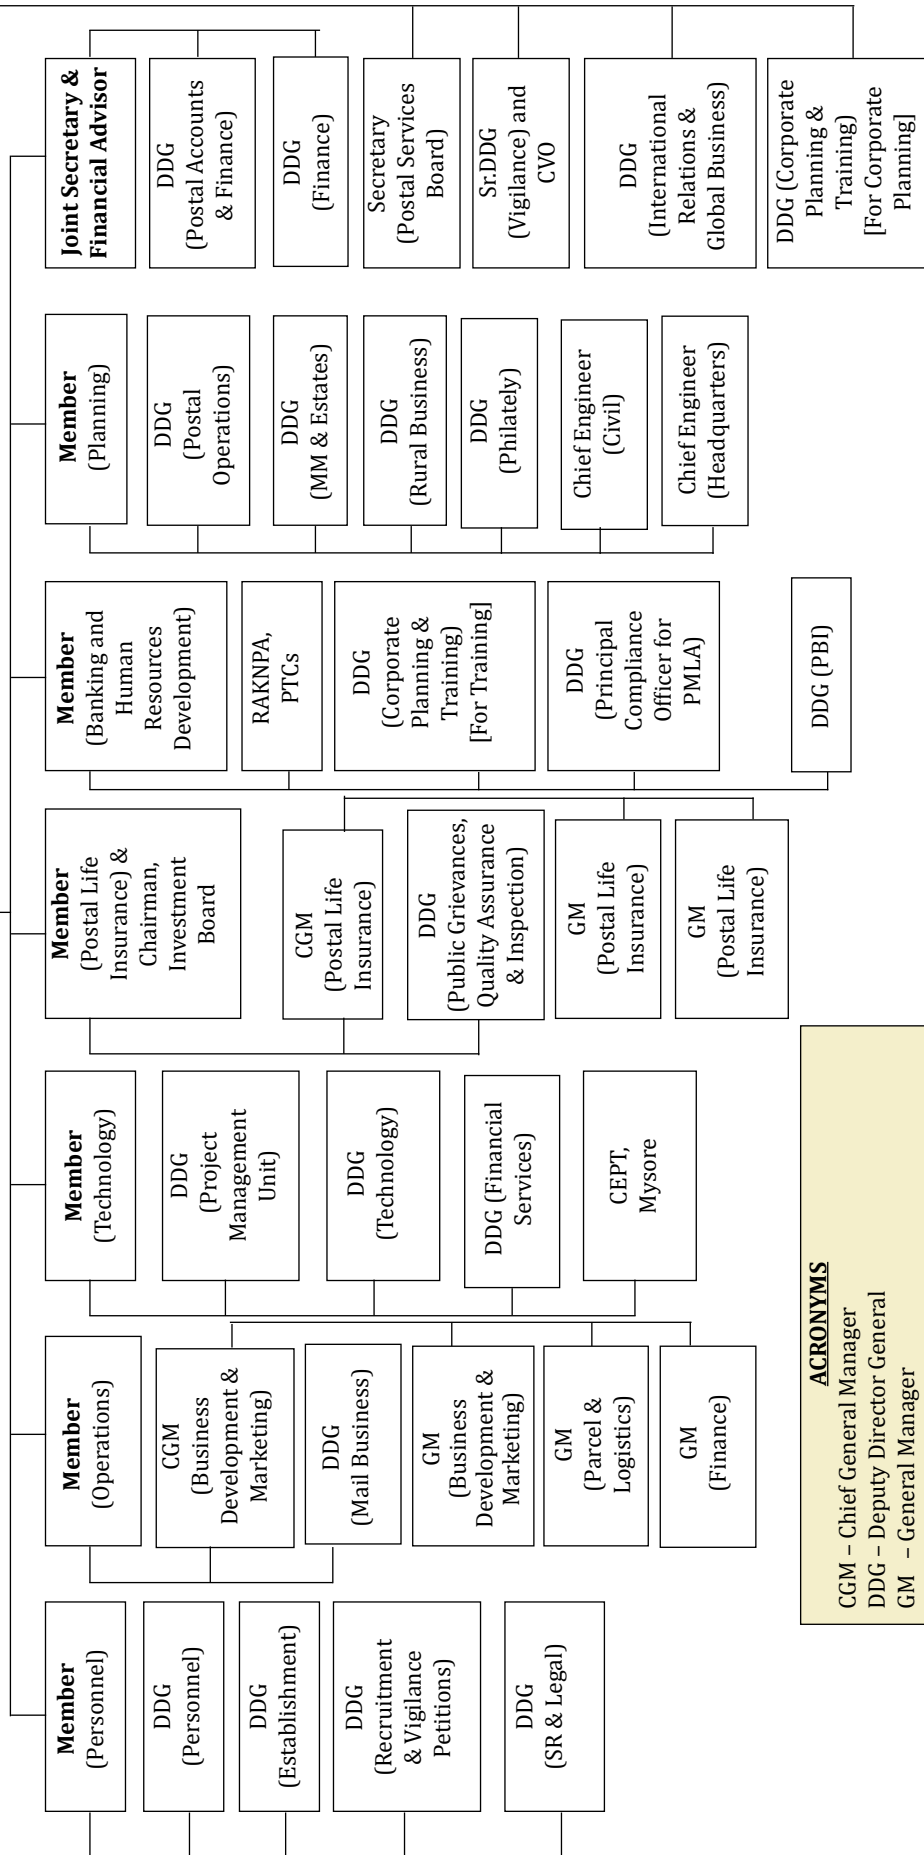 Member
(Personnel)
DDG
(Personnel)
DDG
(Establishment)
DDG
(Recruitment
& Vigilance
Petitions)
DDG
(SR & Legal)
Member
(Operations)
CGM
(Business
Development &
Marketing)
DDG
(Mail Business)
GM
(Business
Development &
Marketing)
GM
(Parcel &
Logistics)
GM
(Finance)
Member
(Technology)
DDG
(Project
Management
Unit)
DDG
(Technology)
DDG (Financial
Services)
CEPT,
Mysore
Member
(Postal Life
Insurance) &
Chairman,
Investment
Board
CGM
(Postal Life
Insurance)
DDG
(Public Grievances,
Quality Assurance
& Inspection)
GM
(Postal Life
Insurance)
GM
(Postal Life
Insurance)
Member
(Banking and
Human
Resources
Development)
RAKNPA,
PTCs
DDG
(Corporate
Planning &
Training)
[For Training]
DDG
(Principal
Compliance
Officer for
PMLA)
DDG (PBI)
Member
(Planning)
DDG
(Postal
Operations)
DDG
(MM & Estates)
DDG
(Rural Business)
DDG
(Philately)
Chief Engineer
(Civil)
Chief Engineer
(Headquarters)
Joint Secretary &
Financial Advisor
DDG
(Postal Accounts
& Finance)
DDG
(Finance)
Secretary
(Postal Services
Board)
Sr.DDG
(Vigilance) and
CVO
DDG
(International
Relations &
Global Business)
DDG (Corporate
Planning &
Training)
[For Corporate
Planning]
ACRONYMS
CGM – Chief General Manager
DDG – Deputy Director General
GM – General Manager